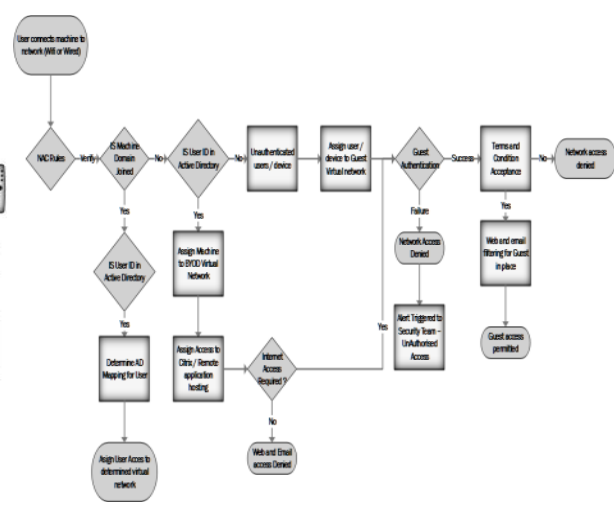 User connects machine to
network (Wifi or Wired)
NAC Rules
Verify
IS Machine
Domain
Joined
No
IS User ID in
Active Directory
No
Unauthenticated
users / device
Assign user /
device to Guest
Virtual network
Guest
Authentication
Success
Terms and
Condition
Acceptance
No
Network access
denied
Yes
IS User ID in
Active Directory
Yes
Determine AD
Mapping for User
Asign User Acces to
determined virtual
network
Yes
Assign Machine
to BYOD Virtual
Network
Assign Access to
Citrix / Remote
application
hosting
Internet
Access
Required ?
Yes
No
Web and Email
access Denied
Failure
Network Access
Denied
Alert Triggered to
Security Team –
UnAuthorised
Access
Yes
Web and email
filtering for Guest
in place
Guest access
permitted